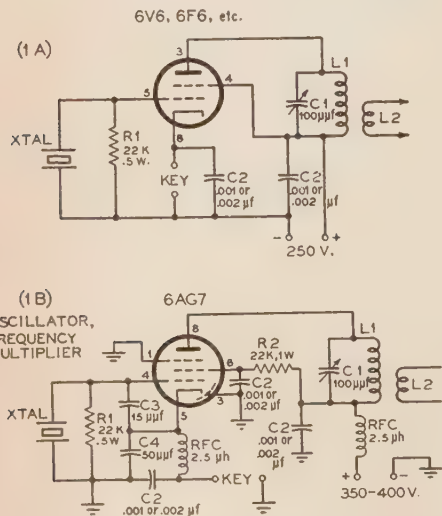 6V6, 6F6, etc.
(1 A)
3
5
4
8
L1
C1
100µµf
L2
XTAL
R1
22 K
.5 W.
KEY
C2
.001 or
.002 µf
C2
.001 or
.002 µf
- +
250 V.
(1B)
SCILLATOR,
REQUENCY
ULTIPLIER
6AG7
8
1
4
6
3
5
R2
22K, 1W
L1
C1
100µµf
L2
XTAL
R1
22 K
.5W
C3
15 µµf
C4
50µµf
C2
.001 or
.002 µf
RFC
2.5 µh
C2
.001 or
.002
µf
RFC
2.5 µh
C2
.001 or .002 µf
KEY
+ -
350-400 V.